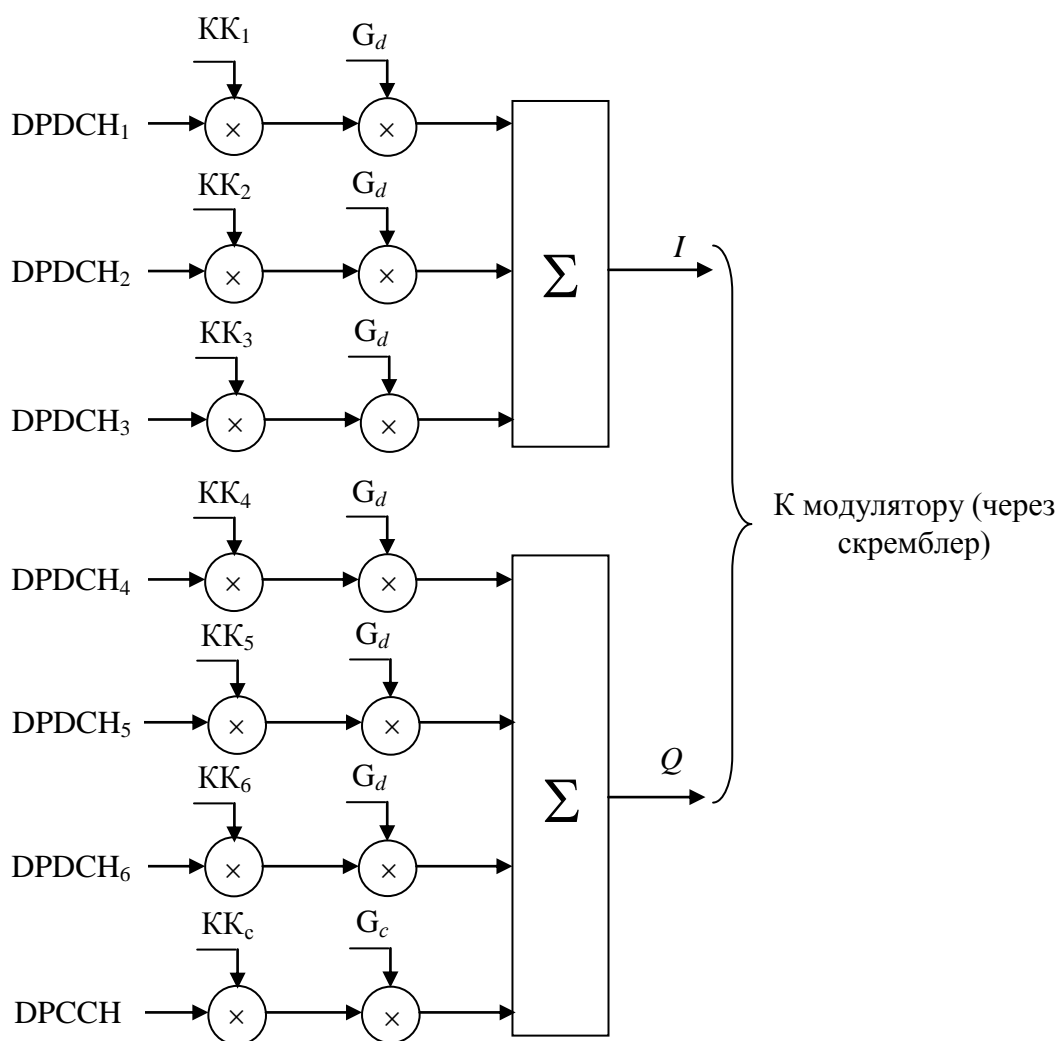 КК₁ G𝑑
DPDCH₁ × ×
КК₂ G𝑑
DPDCH₂ × × Σ I
КК₃ G𝑑
DPDCH₃ × ×
КК₄ G𝑑
К модулятору (через
скремблер)
DPDCH₄ × ×
КК₅ G𝑑
DPDCH₅ × ×
КК₆ G𝑑
Σ Q
DPDCH₆ × ×
КК𝖼 G𝑐
DPCCH × ×